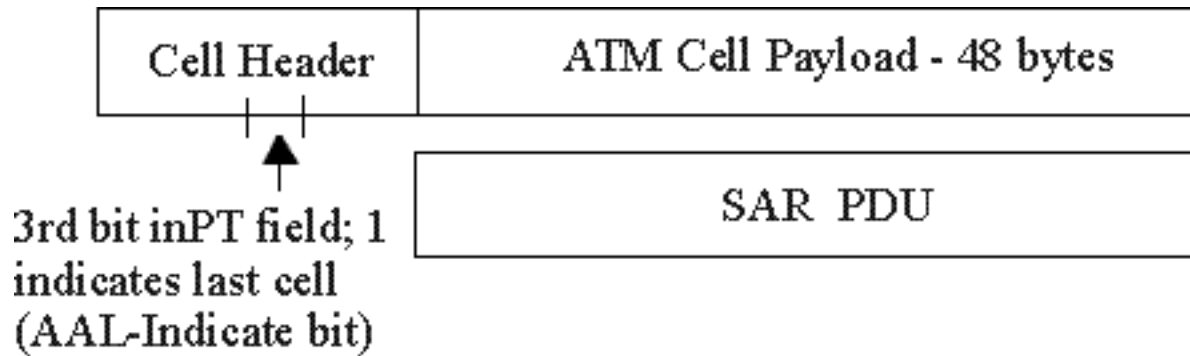 Cell Header
ATM Cell Payload - 48 bytes
SAR PDU
3rd bit inPT field; 1
indicates last cell
(AAL-Indicate bit)